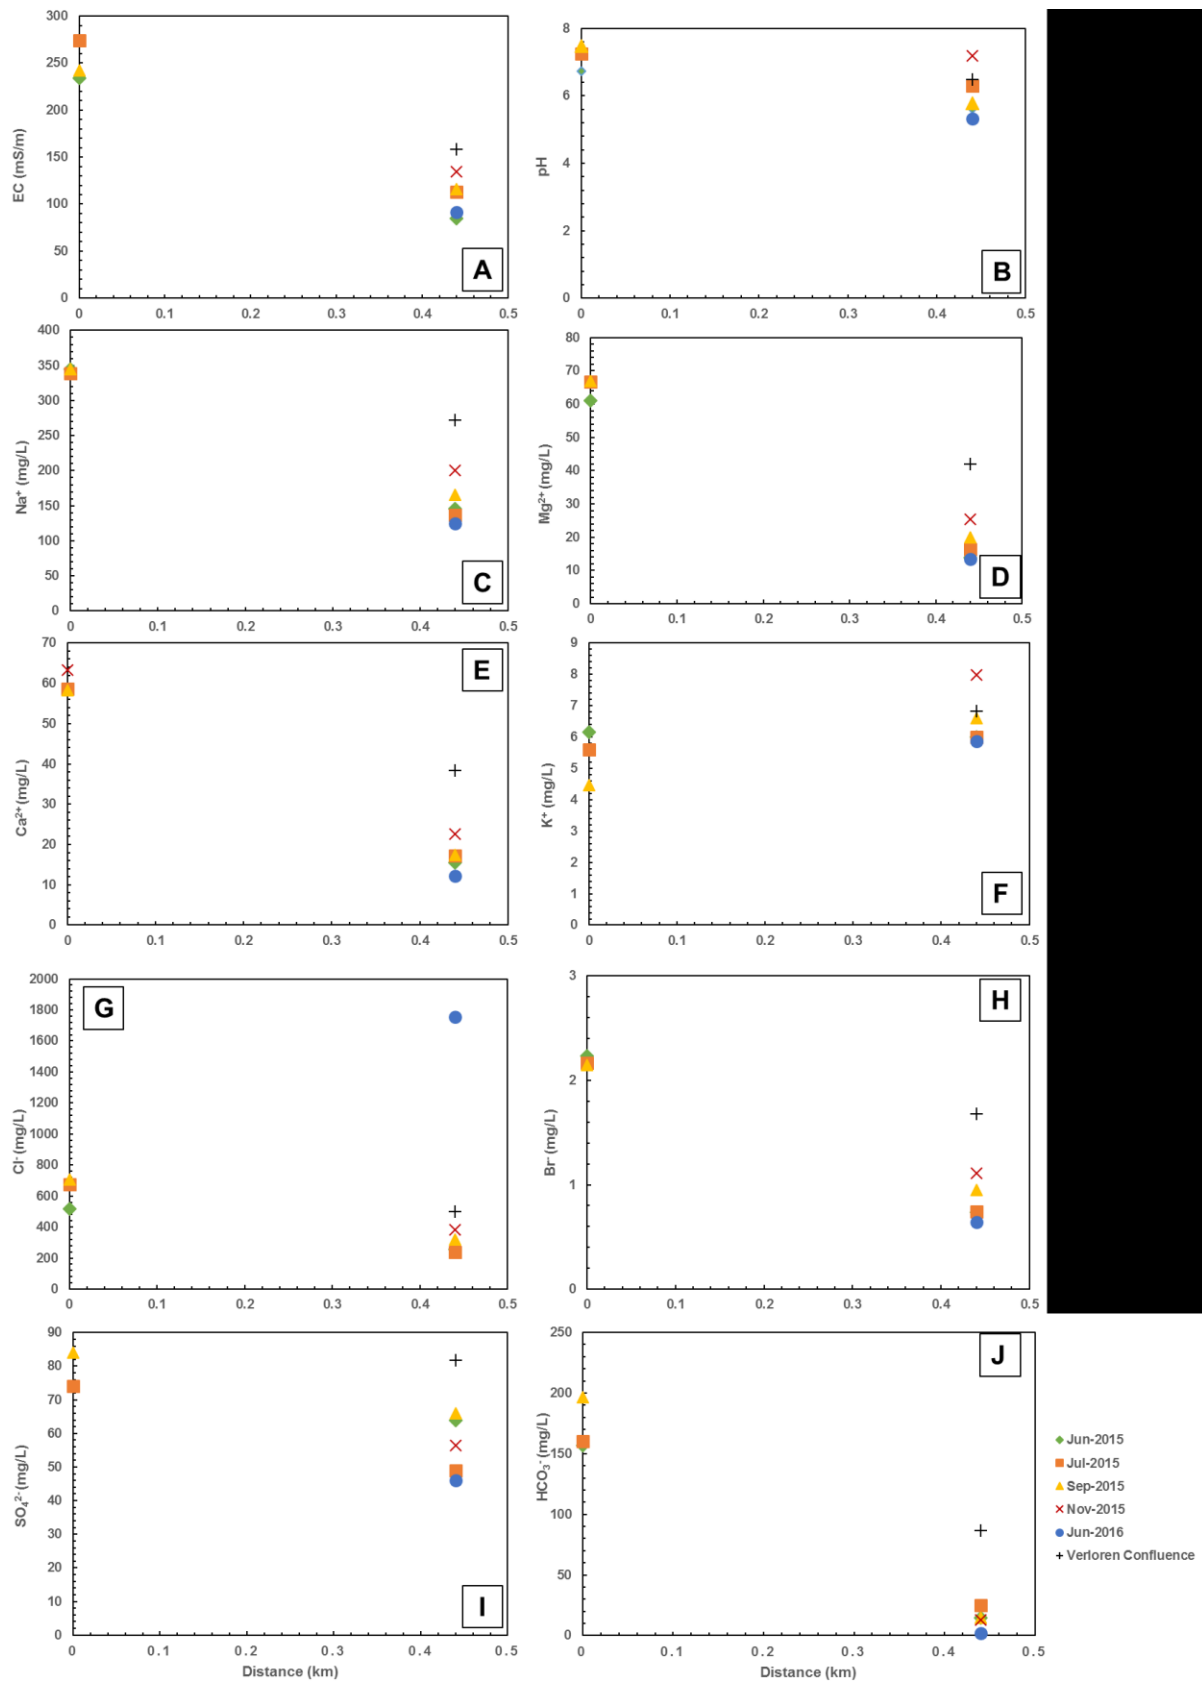 300
250
200
150
100
50
0
EC (mS/m)
A
0 0.1 0.2 0.3 0.4 0.5
8
6
4
2
0
pH
B
0 0.1 0.2 0.3 0.4 0.5
400
350
300
250
200
150
100
50
0
Na⁺ (mg/L)
C
0 0.1 0.2 0.3 0.4 0.5
80
70
60
50
40
30
20
10
0
Mg²⁺ (mg/L)
D
0 0.1 0.2 0.3 0.4 0.5
70
60
50
40
30
20
10
0
Ca²⁺ (mg/L)
E
0 0.1 0.2 0.3 0.4 0.5
9
8
7
6
5
4
3
2
1
0
K⁺ (mg/L)
F
0 0.1 0.2 0.3 0.4 0.5
2000
1800
1600
1400
1200
1000
800
600
400
200
0
Cl⁻ (mg/L)
G
0 0.1 0.2 0.3 0.4 0.5
3
2
1
0
Br⁻ (mg/L)
H
0 0.1 0.2 0.3 0.4 0.5
90
80
70
60
50
40
30
20
10
0
SO₄²⁻ (mg/L)
I
0 0.1 0.2 0.3 0.4 0.5
Distance (km)
250
200
150
100
50
0
HCO₃⁻ (mg/L)
J
0 0.1 0.2 0.3 0.4 0.5
Distance (km)
Jun-2015
Jul-2015
Sep-2015
Nov-2015
Jun-2016
Verloren Confluence